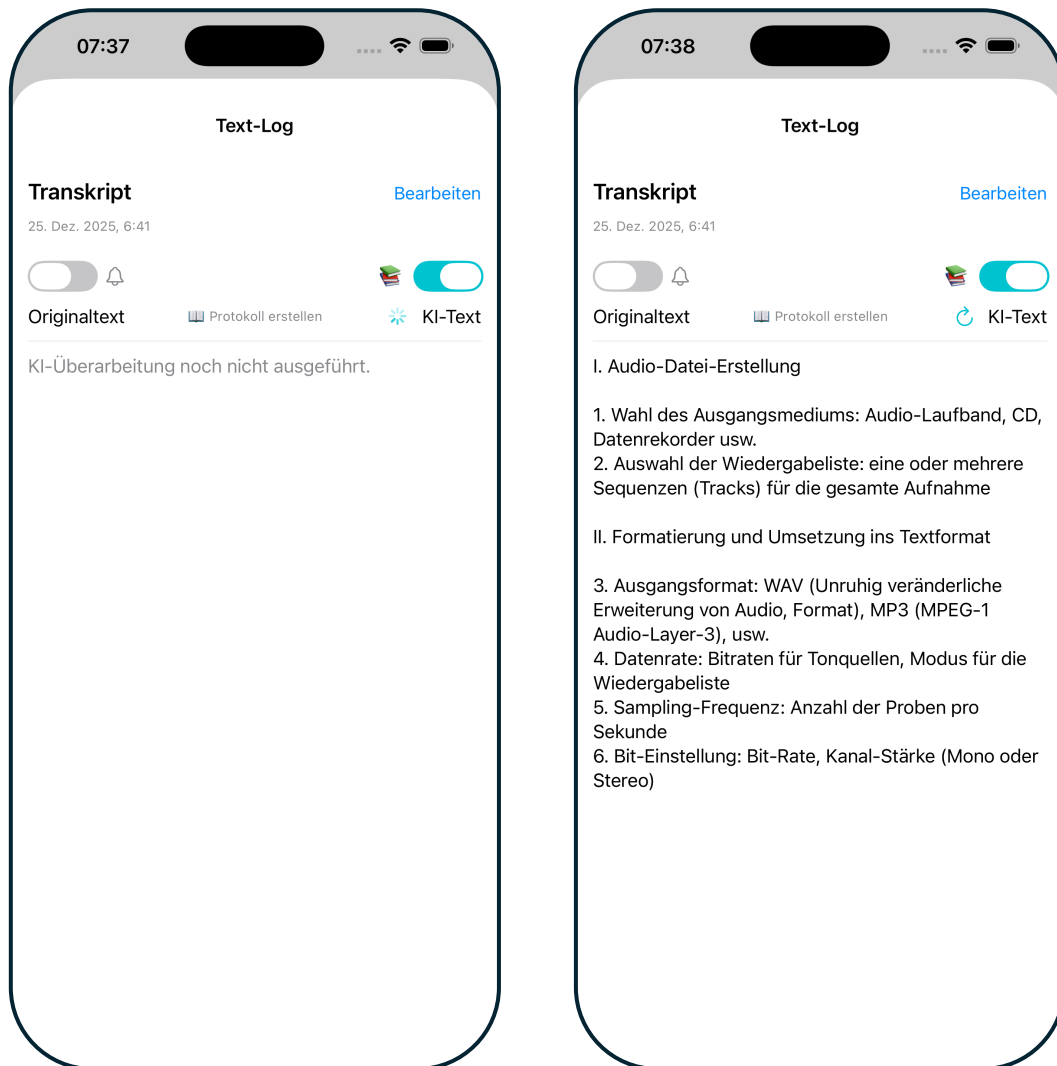 07:37
Text-Log
Transkript
Bearbeiten
25. Dez. 2025, 6:41
Originaltext
Protokoll erstellen
KI-Text
KI-Überarbeitung noch nicht ausgeführt.
07:38
Text-Log
Transkript
Bearbeiten
25. Dez. 2025, 6:41
Originaltext
Protokoll erstellen
KI-Text
I. Audio-Datei-Erstellung
1. Wahl des Ausgangsmediums: Audio-Laufband, CD,
Datenrekorder usw.
2. Auswahl der Wiedergabeliste: eine oder mehrere
Sequenzen (Tracks) für die gesamte Aufnahme
II. Formatierung und Umsetzung ins Textformat
3. Ausgangsformat: WAV (Unruhig veränderliche
Erweiterung von Audio, Format), MP3 (MPEG-1
Audio-Layer-3), usw.
4. Datenrate: Bitraten für Tonquellen, Modus für die
Wiedergabeliste
5. Sampling-Frequenz: Anzahl der Proben pro
Sekunde
6. Bit-Einstellung: Bit-Rate, Kanal-Stärke (Mono oder
Stereo)